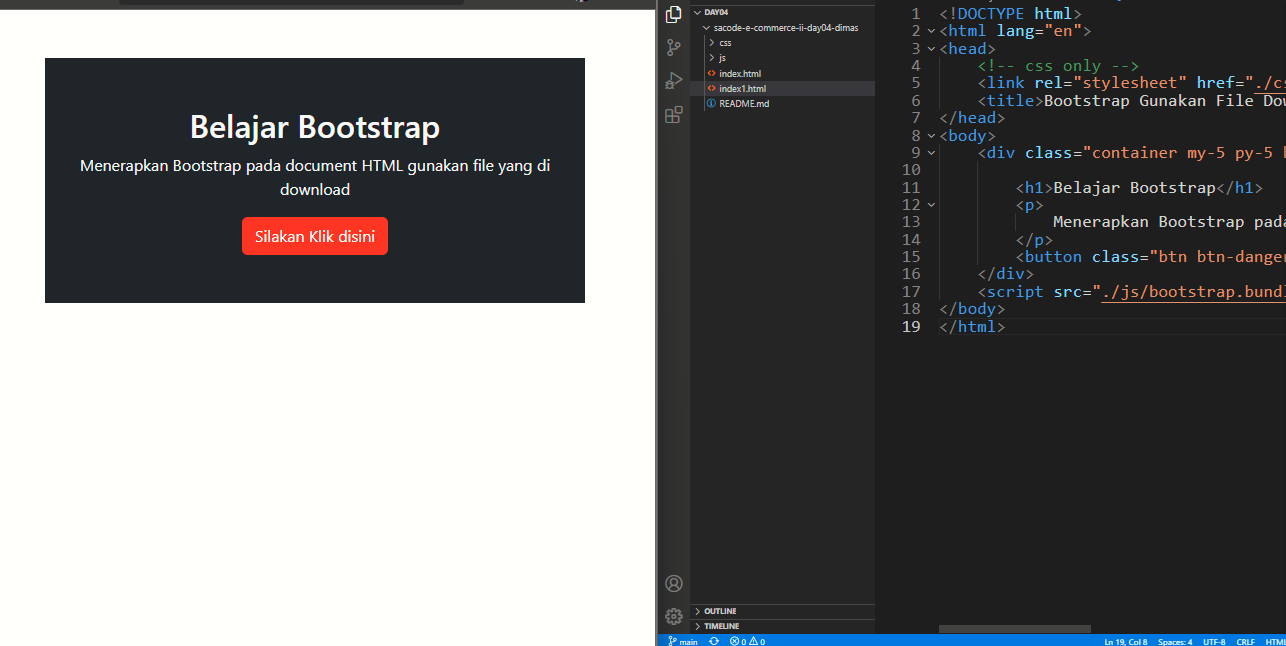 Belajar Bootstrap
Menerapkan Bootstrap pada document HTML gunakan file yang di
download
Silakan Klik disini
DAY04
sacode-e-commerce-ii-day04-dimas
css
js
index.html
index1.html
README.md
OUTLINE
TIMELINE
1 <!DOCTYPE html>
2 <html lang="en">
3 <head>
4 <!-- css only -->
5 <link rel="stylesheet" href="./cs
6 <title>Bootstrap Gunakan File Dow
7 </head>
8 <body>
9 <div class="container my-5 py-5
10
11 <h1>Belajar Bootstrap</h1>
12 <p>
13 Menerapkan Bootstrap pada
14 </p>
15 <button class="btn btn-danger
16 </div>
17 <script src="./js/bootstrap.bundl
18 </body>
19 </html>
main 0 0 Ln 19, Col 8 Spaces: 4 UTF-8 CRLF HTML